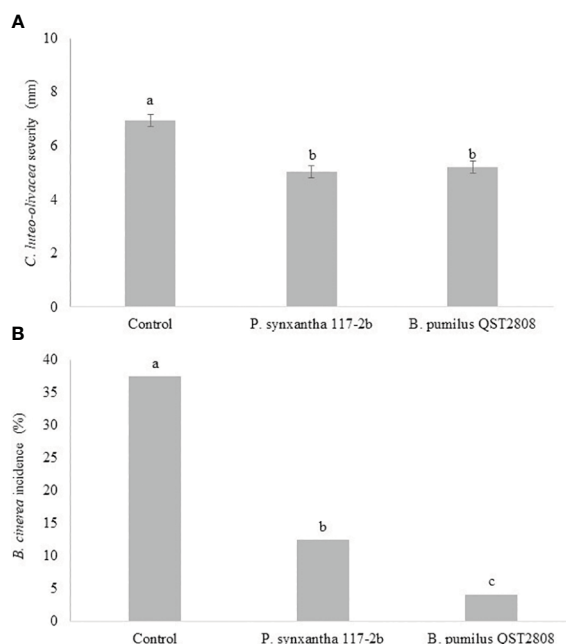 A
10
8
6
4
2
0
C. luteo-olivacea severity (mm)
a
b
b
Control
P. synxantha 117-2b
B. pumilus QST2808
B
40
35
30
25
20
15
10
5
0
B. cinerea incidence (%)
a
b
c
Control
P. synxantha 117-2b
B. pumilus QST2808